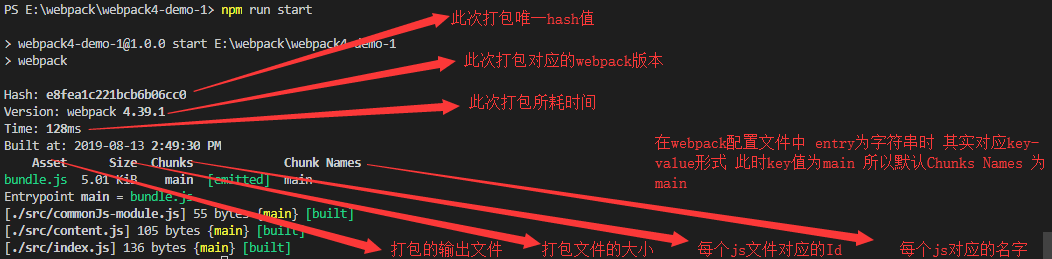 PS E:\webpack\webpack4-demo-1> npm run start
此次打包唯一hash值
> webpack4-demo-1@1.0.0 start E:\webpack\webpack4-demo-1
> webpack
此次打包对应的webpack版本
Hash: e8fea1c221bcb6b06cc0
Version: webpack 4.39.1
此次打包所耗时间
Time: 128ms
Built at: 2019-08-13 2:49:30 PM
在webpack配置文件中 entry为字符串时 其实对应key-
value形式 此时key值为main 所以默认Chunks Names 为
main
Asset Size Chunks Chunk Names
bundle.js 5.01 KiB main [emitted] main
Entrypoint main = bundle.js
[./src/commonJs-module.js] 55 bytes {main} [built]
[./src/content.js] 105 bytes {main} [built]
[./src/index.js] 136 bytes {main} [built]
打包的输出文件 打包文件的大小 每个js文件对应的Id 每个js对应的名字